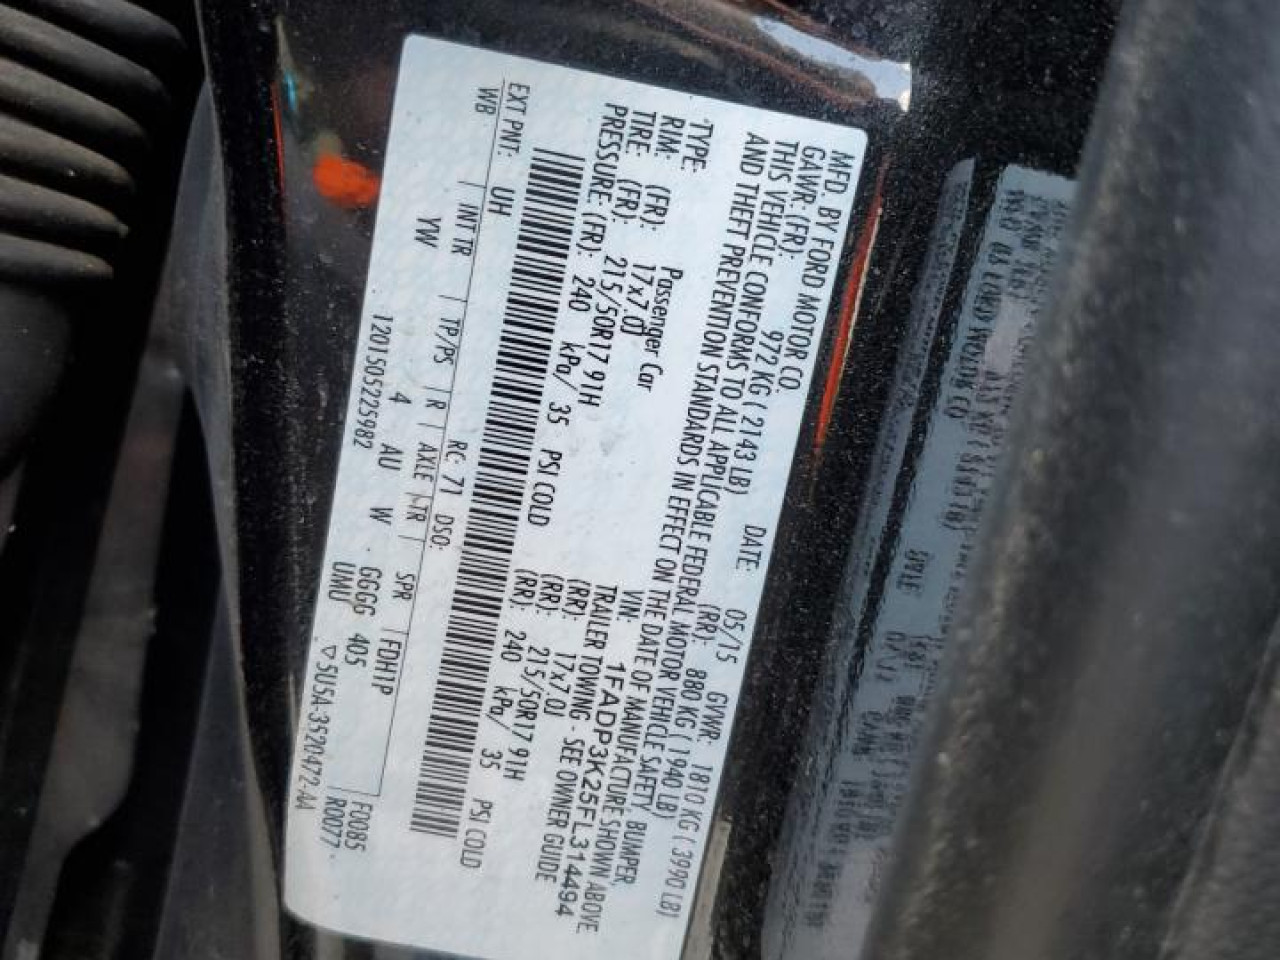 MFD. BY FORD MOTOR CO.
DATE: 05/15 GVWR: 1810 KG ( 3990 LB)
GAWR: (FR): 972 KG ( 2143 LB) (RR): 880 KG ( 1940 LB)
THIS VEHICLE CONFORMS TO ALL APPLICABLE FEDERAL MOTOR VEHICLE SAFETY, BUMPER,
AND THEFT PREVENTION STANDARDS IN EFFECT ON THE DATE OF MANUFACTURE SHOWN ABOVE.
VIN: 1FADP3K25FL314494
TYPE: Passenger Car TRAILER TOWING - SEE OWNER GUIDE
RIM: (FR): 17x7.0J (RR): 17x7.0J
TIRE: (FR): 215/50R17 91H (RR): 215/50R17 91H
PRESSURE: (FR): 240 kPa/ 35 PSI COLD (RR): 240 kPa/ 35 PSI COLD
EXT PNT: UH RC: 71 DSO: F0085
WB INT TR TP/PS R AXLE TR SPR FDH1P R0077
YW 4 AU W GGGG 405
1201505225982 UMU ▽ 5U5A-3520472-AA